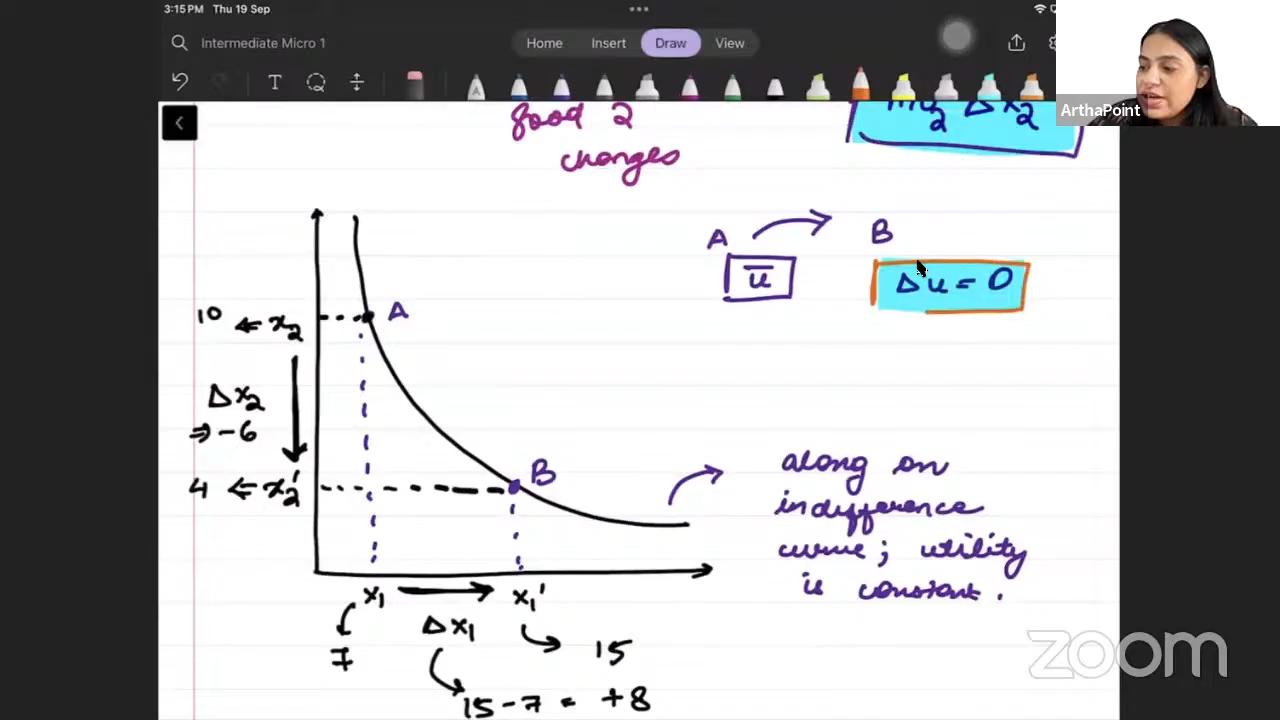 3:15 PM Thu 19 Sep
Intermediate Micro 1
Home Insert Draw View
ArthaPoint
good 2
changes
mu₂ Δx₂
A B
ū
Δu = 0
10 ← x₂
A
Δx₂
⇒ -6
4 ← x₂'
B
along an
indifference
curve; utility
is constant.
x₁ x₁'
Δx₁
7
15
15 - 7 = +8
zoom